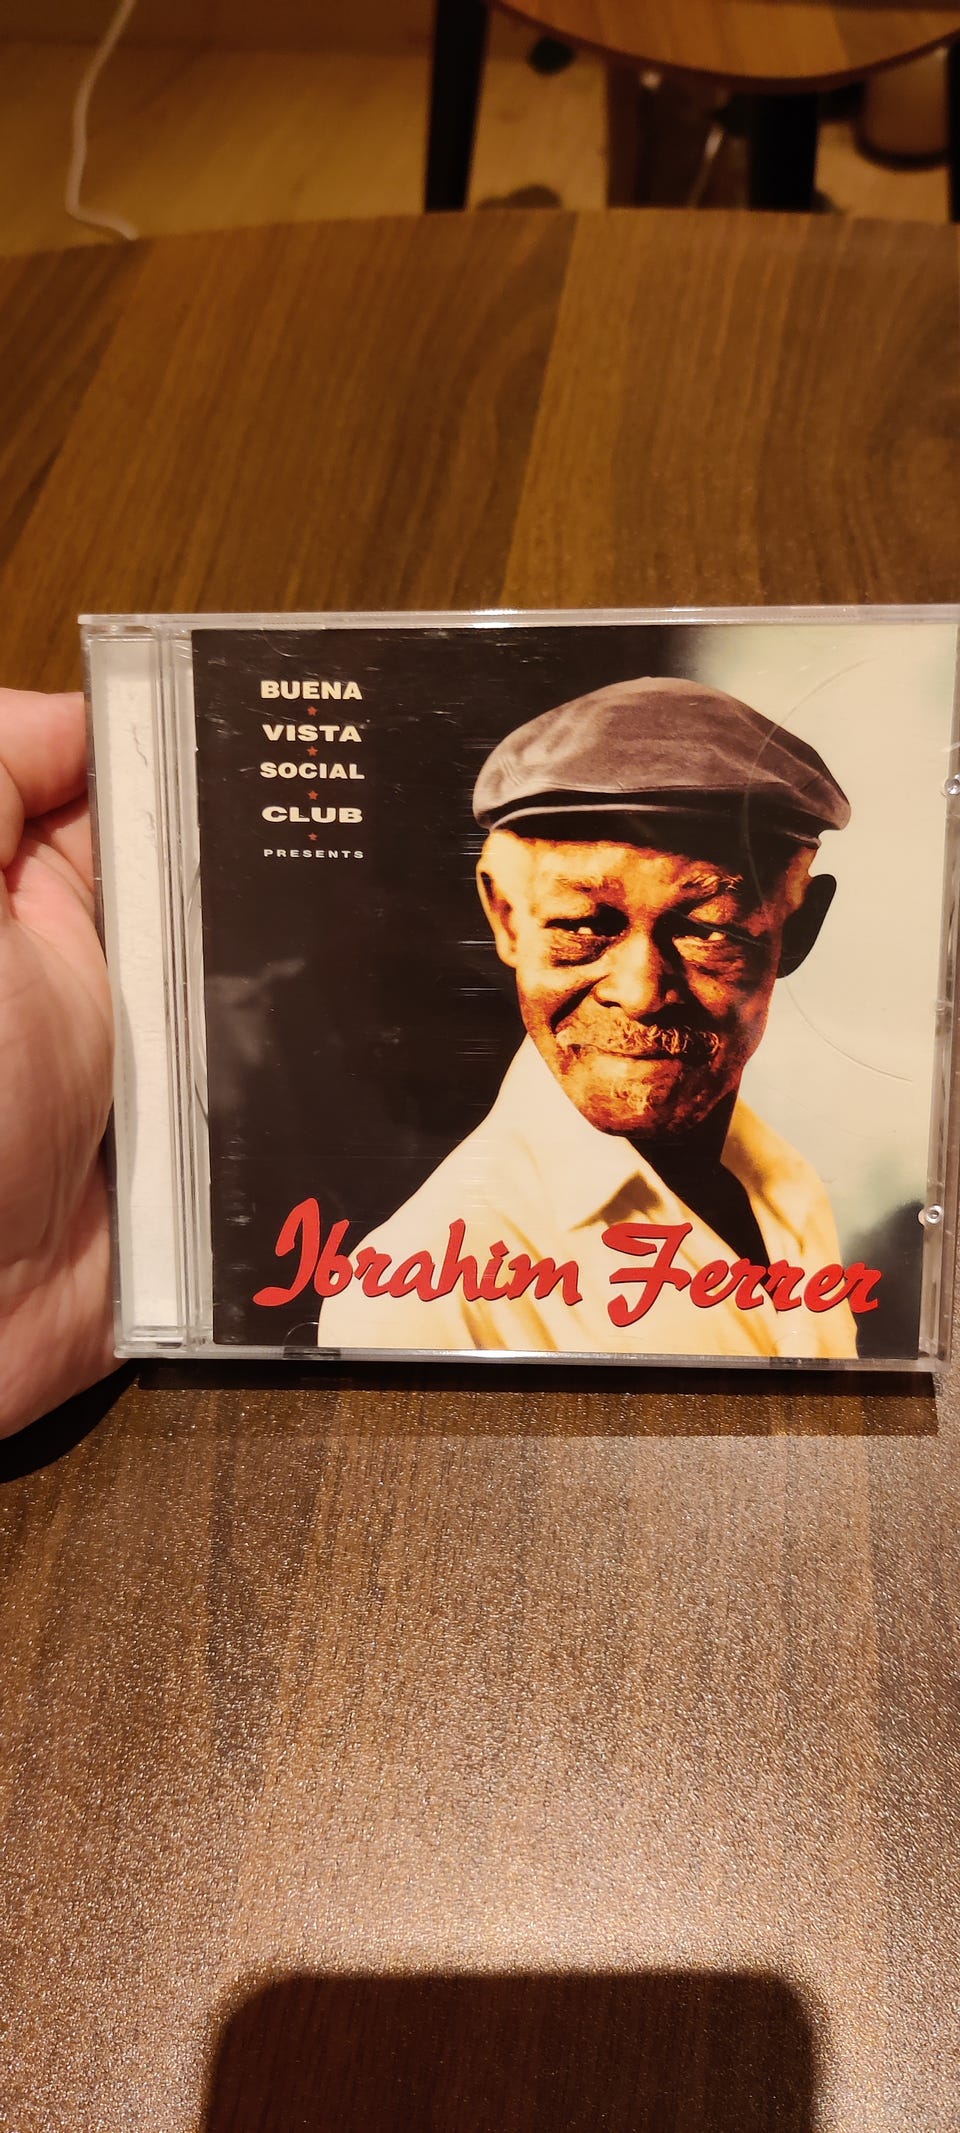 BUENA
VISTA
SOCIAL
CLUB
PRESENTS
Ibrahim Ferrer